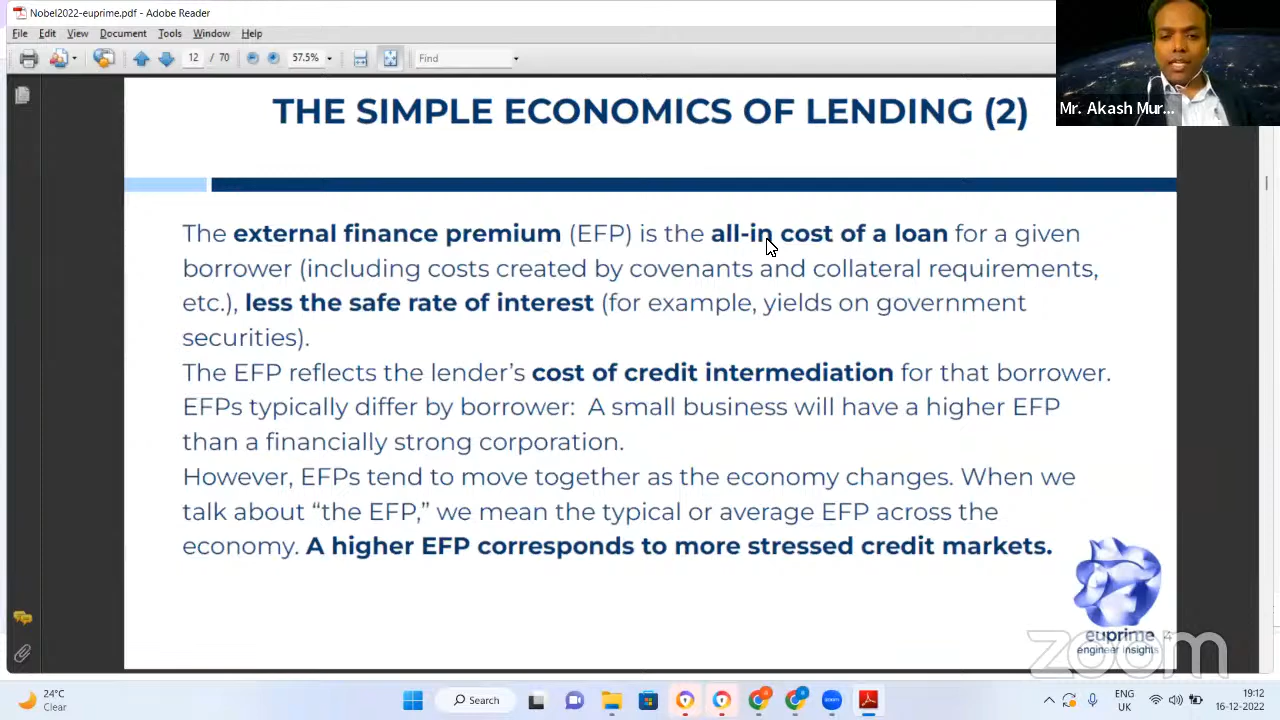 Nobel2022-euprime.pdf - Adobe Reader
File Edit View Document Tools Window Help
12 / 70 57.5% Find
Mr. Akash Mur...
THE SIMPLE ECONOMICS OF LENDING (2)
The external finance premium (EFP) is the all-in cost of a loan for a given
borrower (including costs created by covenants and collateral requirements,
etc.), less the safe rate of interest (for example, yields on government
securities).
The EFP reflects the lender’s cost of credit intermediation for that borrower.
EFPs typically differ by borrower: A small business will have a higher EFP
than a financially strong corporation.
However, EFPs tend to move together as the economy changes. When we
talk about “the EFP,” we mean the typical or average EFP across the
economy. A higher EFP corresponds to more stressed credit markets.
euprime 4
engineer insights
zoom
24°C
Clear
Search
zoom
ENG
UK
19:12
16-12-2022